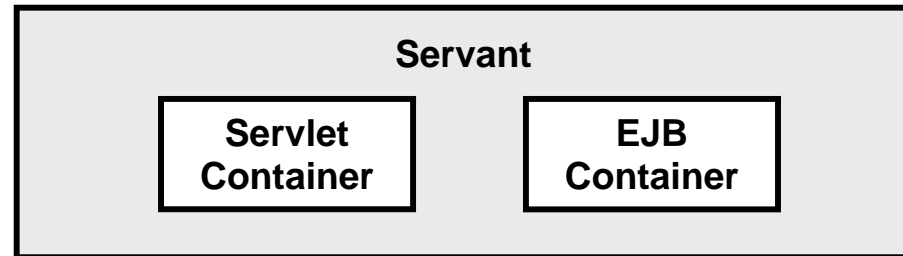 Servant
Servlet
Container
EJB
Container